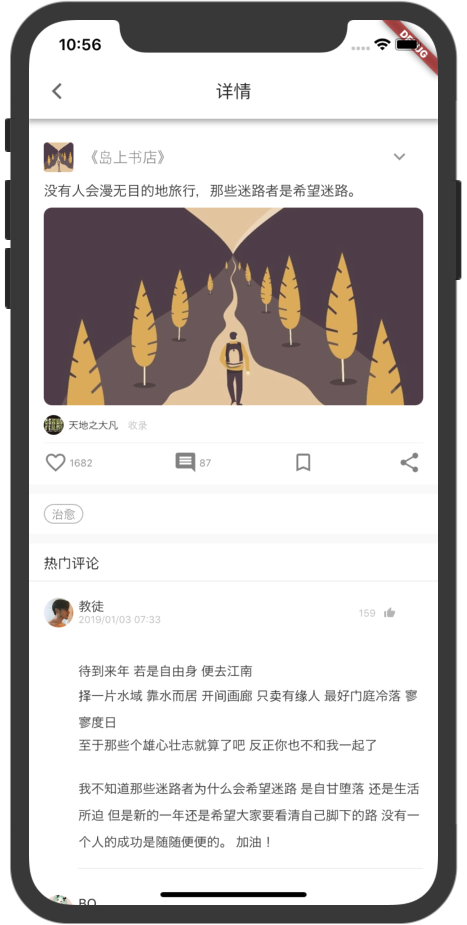 10:56
DEBUG
详情
《岛上书店》
没有人会漫无目的地旅行，那些迷路者是希望迷路。
天地之大凡 收录
1682 87
治愈
热门评论
教徒
2019/01/03 07:33
159
待到来年 若是自由身 便去江南
择一片水域 靠水而居 开间画廊 只卖有缘人 最好门庭冷落 寥
寥度日
至于那些个雄心壮志就算了吧 反正你也不和我一起了
我不知道那些迷路者为什么会希望迷路 是自甘堕落 还是生活
所迫 但是新的一年还是希望大家要看清自己脚下的路 没有一
个人的成功是随随便便的。 加油！
BO